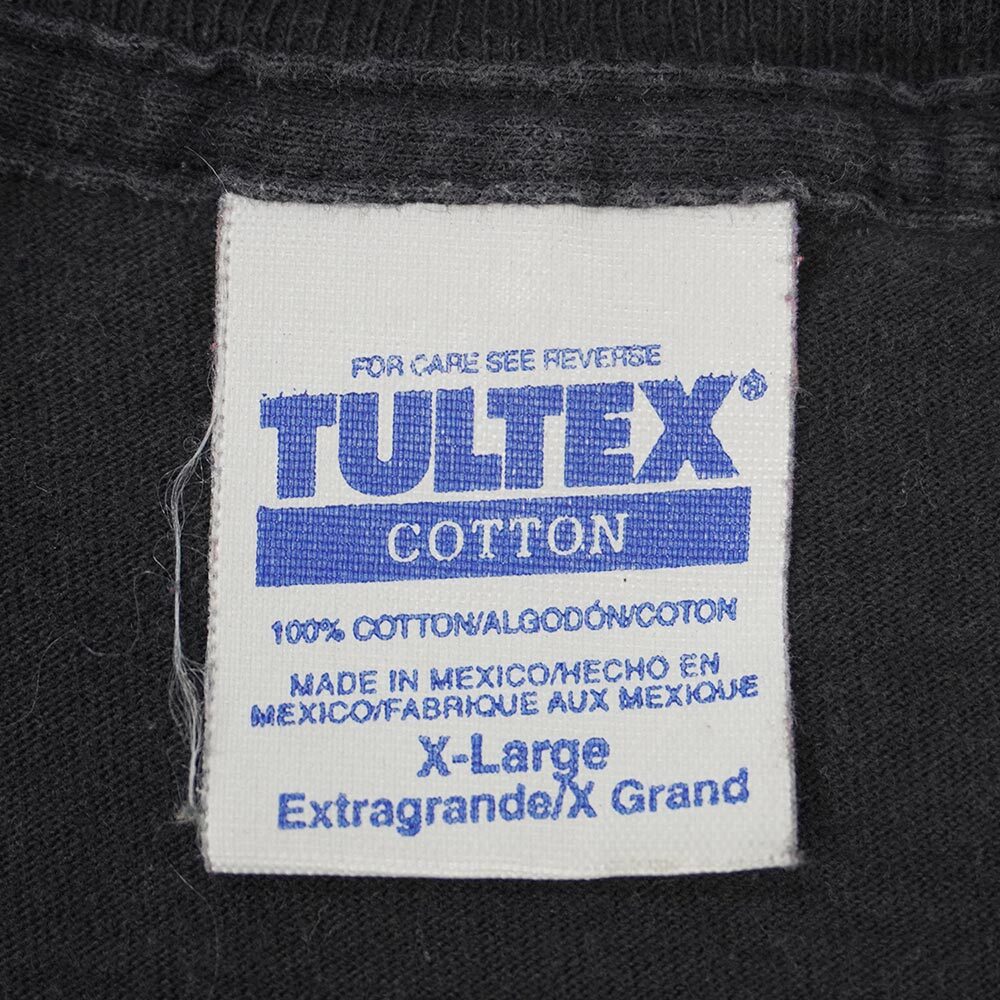 FOR CARE SEE REVERSE
TULTEX®
COTTON
100% COTTON/ALGODÓN/COTON
MADE IN MEXICO/HECHO EN
MEXICO/FABRIQUE AUX MEXIQUE
X-Large
Extragrande/X Grand